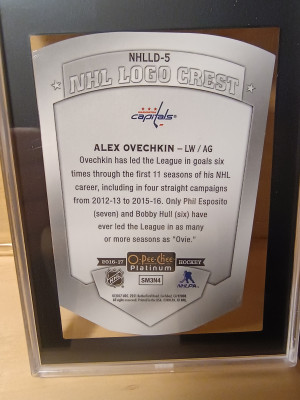 NHLLD-5
NHL LOGO CREST
capitals
ALEX OVECHKIN – LW / AG
Ovechkin has led the League in goals six
times through the first 11 seasons of his NHL
career, including in four straight campaigns
from 2012-13 to 2015-16. Only Phil Esposito
(seven) and Bobby Hull (six) have
ever led the League in as many
or more seasons as "Ovie."
2016-17 O-Pee-Chee HOCKEY
Platinum
NHL SM3N4 NHLPA